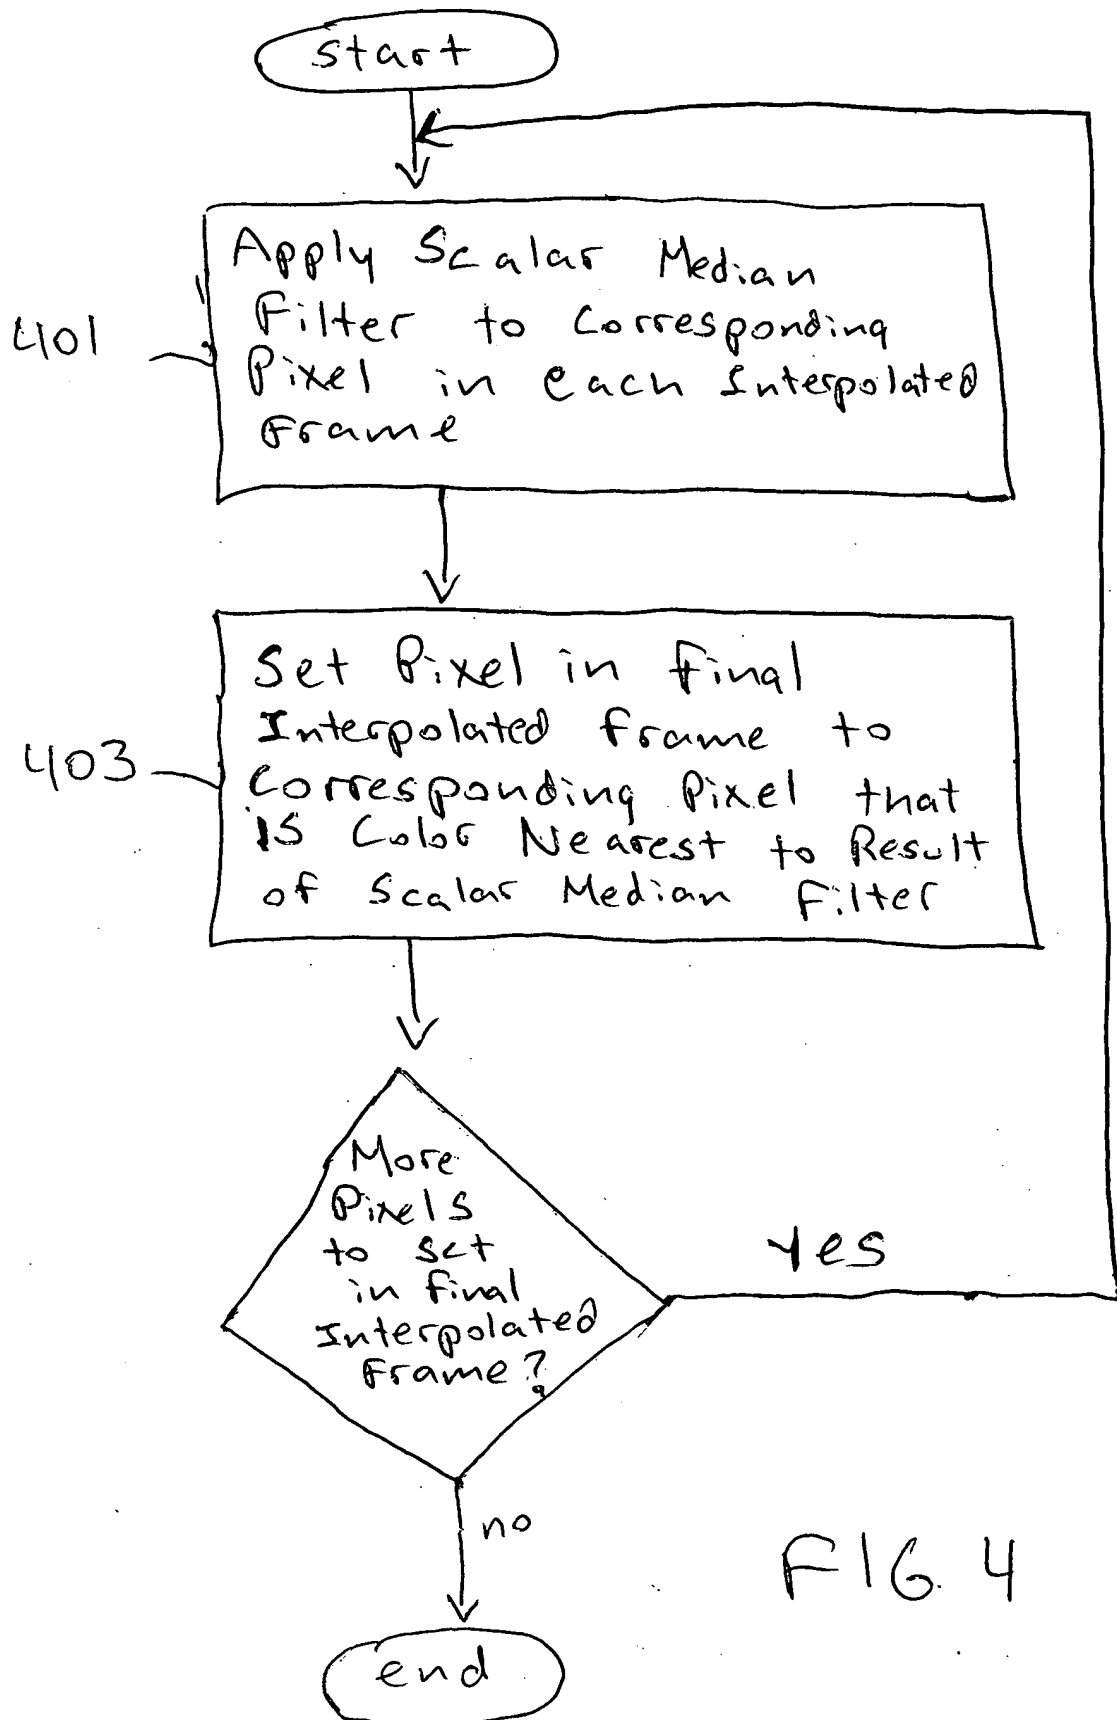 start
Apply Scalar Median
Filter to Corresponding
Pixel in each Interpolated
Frame
401
Set Pixel in Final
Interpolated Frame to
Corresponding Pixel that
is Color Nearest to Result
of Scalar Median Filter
403
More
Pixels
to set
in final
Interpolated
Frame?
Yes
no
end
FIG. 4